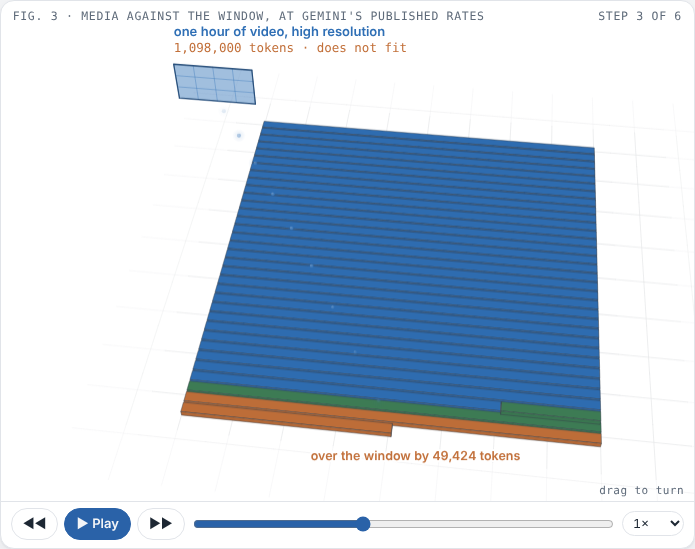 FIG. 3 · MEDIA AGAINST THE WINDOW, AT GEMINI'S PUBLISHED RATES
STEP 3 OF 6
one hour of video, high resolution
1,098,000 tokens · does not fit
over the window by 49,424 tokens
drag to turn
Play
1×